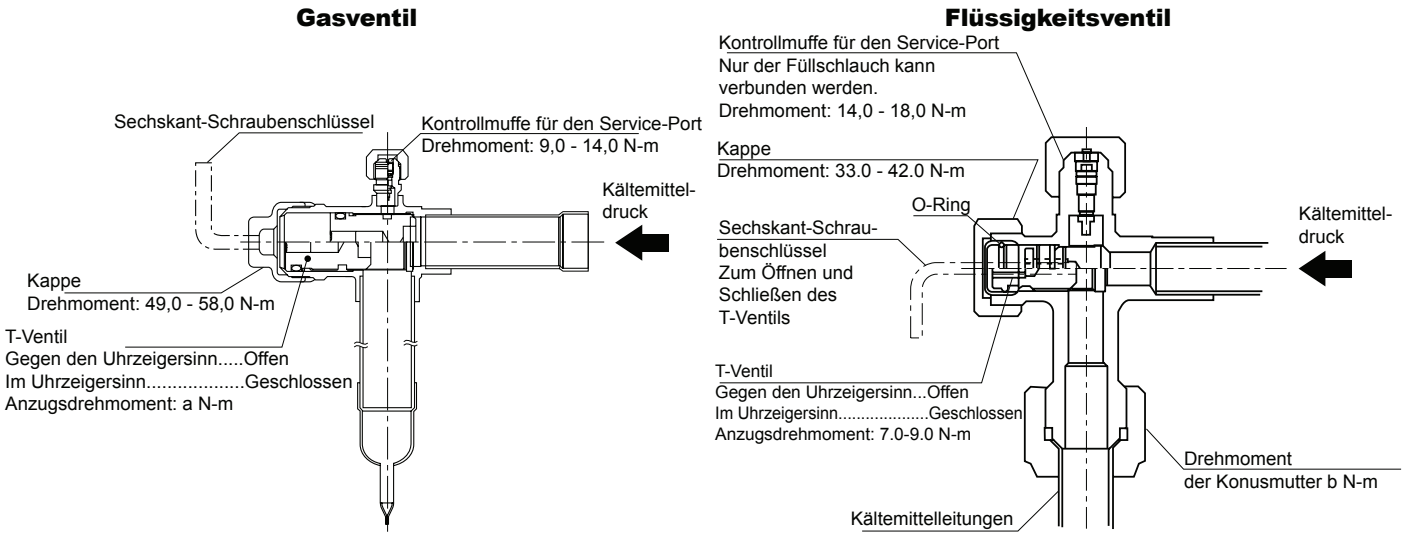 Gasventil
Sechskant-Schraubenschlüssel
Kontrollmuffe für den Service-Port
Drehmoment: 9,0 - 14,0 N-m
Kältemittel-
druck
Kappe
Drehmoment: 49,0 - 58,0 N-m
T-Ventil
Gegen den Uhrzeigersinn.....Offen
Im Uhrzeigersinn...................Geschlossen
Anzugsdrehmoment: a N-m
Flüssigkeitsventil
Kontrollmuffe für den Service-Port
Nur der Füllschlauch kann
verbunden werden.
Drehmoment: 14,0 - 18,0 N-m
Kappe
Drehmoment: 33.0 - 42.0 N-m
O-Ring
Sechskant-Schrau-
benschlüssel
Zum Öffnen und
Schließen des
T-Ventils
Kältemittel-
druck
T-Ventil
Gegen den Uhrzeigersinn...Offen
Im Uhrzeigersinn....................Geschlossen
Anzugsdrehmoment: 7.0-9.0 N-m
Drehmoment
der Konusmutter b N-m
Kältemittelleitungen